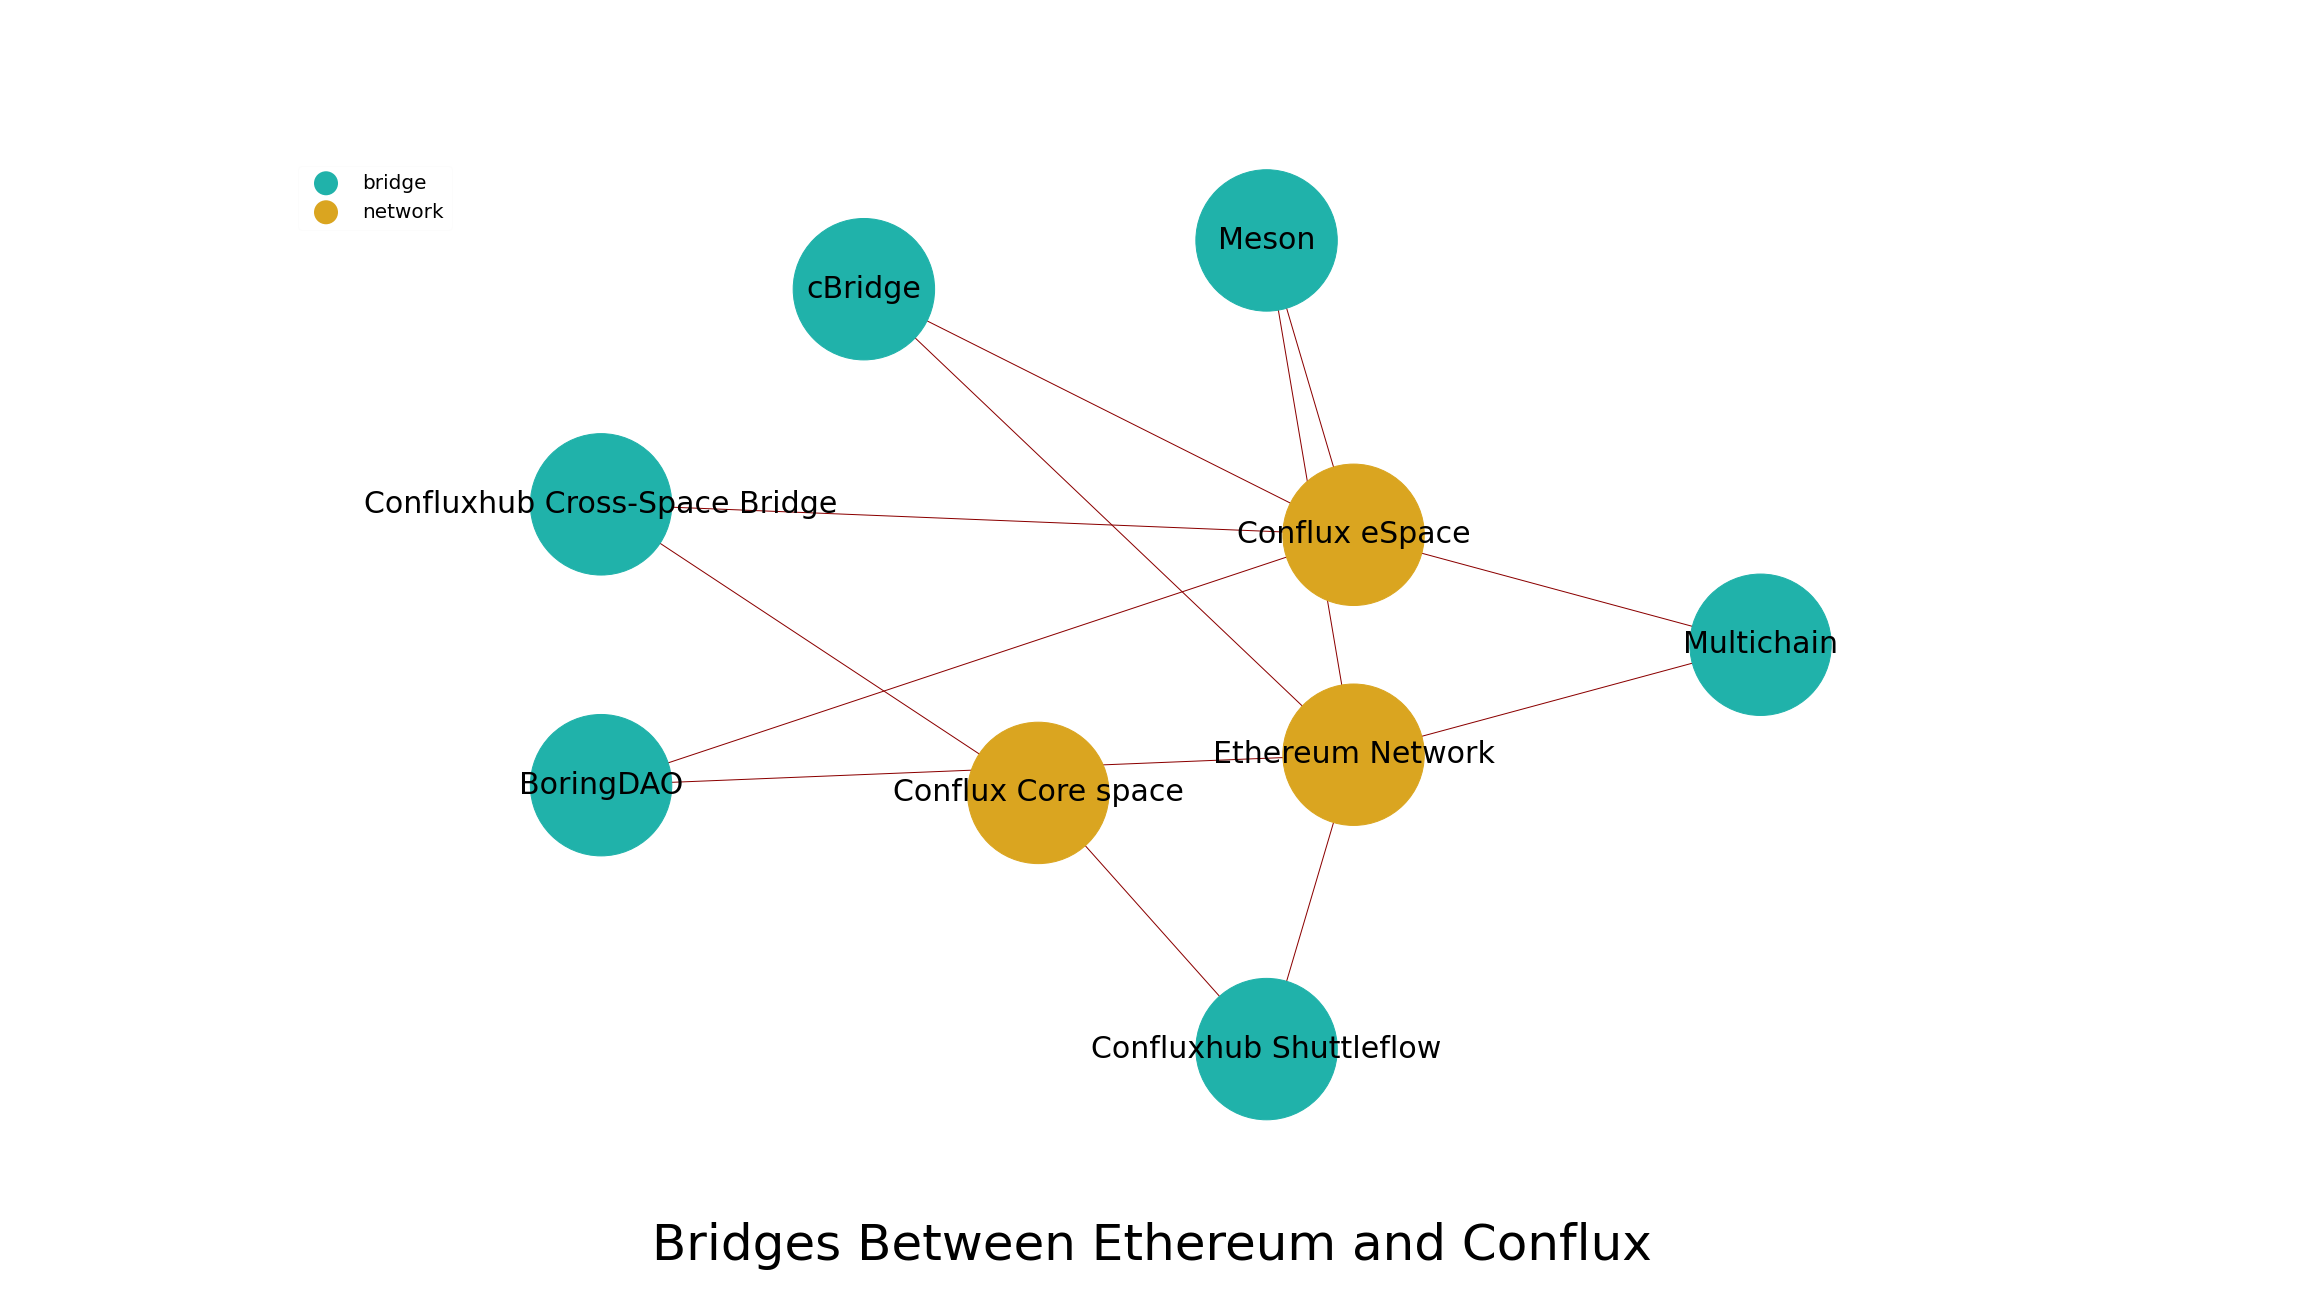 bridge
network
Meson
cBridge
Confluxhub Cross-Space Bridge
Conflux eSpace
Multichain
Ethereum Network
BoringDAO
Conflux Core space
Confluxhub Shuttleflow
Bridges Between Ethereum and Conflux